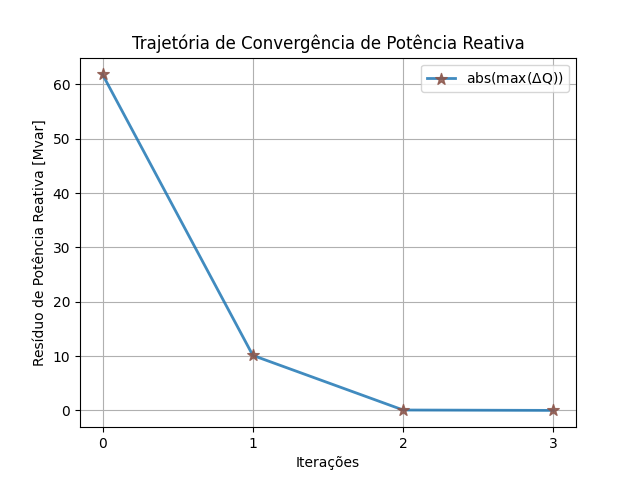 Trajetória de Convergência de Potência Reativa
abs(max(ΔQ))
Resíduo de Potência Reativa [Mvar]
60
50
40
30
20
10
0
0 1 2 3
Iterações